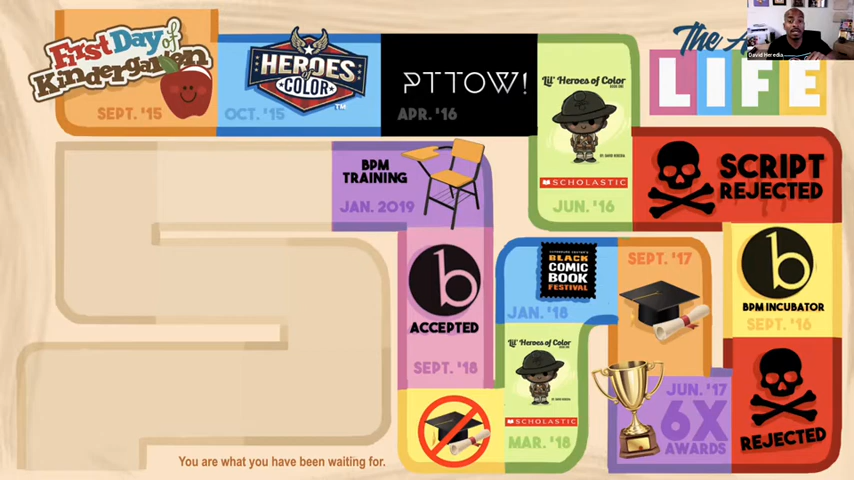 First Day of
Kindergarten
SEPT. '15
HEROES
of
COLOR
TM
OCT. '15
PTTOW!
APR. '16
Lil' Heroes of Color
SCHOLASTIC
JUN. '16
The
LIFE
David Heredia
BPM
TRAINING
JAN. 2019
SCRIPT
REJECTED
b
ACCEPTED
SEPT. '18
BLACK
COMIC
BOOK
FESTIVAL
JAN. '18
SEPT. '17
b
BPM INCUBATOR
SEPT. '16
Lil' Heroes of Color
SCHOLASTIC
MAR. '18
JUN. '17
6X
AWARDS
REJECTED
You are what you have been waiting for.